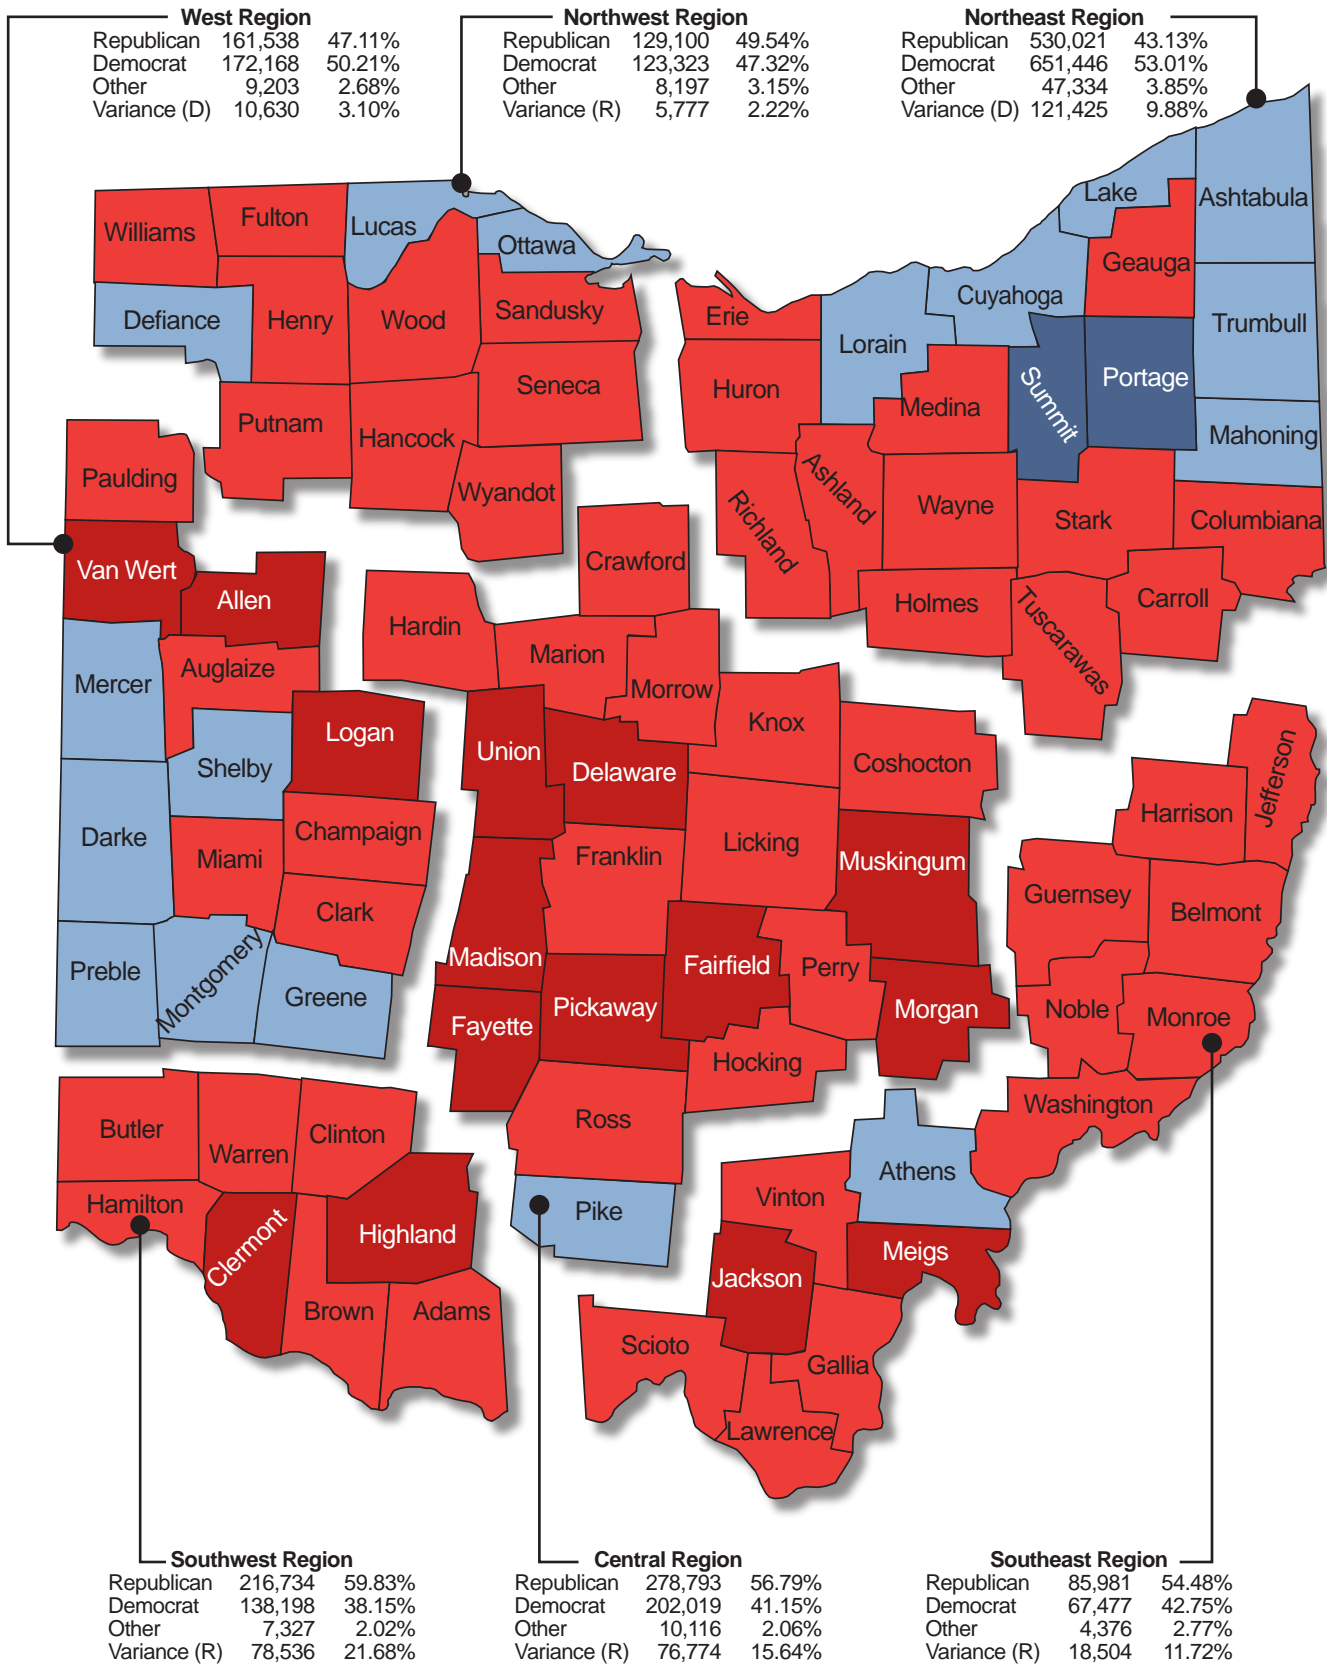 West Region
Republican 161,538 47.11%
Democrat 172,168 50.21%
Other 9,203 2.68%
Variance (D) 10,630 3.10%
Northwest Region
Republican 129,100 49.54%
Democrat 123,323 47.32%
Other 8,197 3.15%
Variance (R) 5,777 2.22%
Northeast Region
Republican 530,021 43.13%
Democrat 651,446 53.01%
Other 47,334 3.85%
Variance (D) 121,425 9.88%
Williams
Fulton
Lucas
Ottawa
Defiance
Henry
Wood
Sandusky
Seneca
Putnam
Hancock
Wyandot
Lake
Ashtabula
Geauga
Cuyahoga
Erie
Lorain
Trumbull
Huron
Medina
Summit
Portage
Mahoning
Richland
Ashland
Wayne
Stark
Columbiana
Holmes
Tuscarawas
Carroll
Paulding
Van Wert
Allen
Mercer
Auglaize
Logan
Shelby
Darke
Miami
Champaign
Clark
Preble
Montgomery
Greene
Crawford
Hardin
Marion
Morrow
Union
Delaware
Knox
Coshocton
Franklin
Licking
Muskingum
Madison
Fairfield
Perry
Fayette
Pickaway
Morgan
Hocking
Ross
Pike
Jefferson
Harrison
Guernsey
Belmont
Noble
Monroe
Washington
Athens
Vinton
Meigs
Jackson
Scioto
Gallia
Lawrence
Butler
Warren
Clinton
Hamilton
Clermont
Highland
Brown
Adams
Southwest Region
Republican 216,734 59.83%
Democrat 138,198 38.15%
Other 7,327 2.02%
Variance (R) 78,536 21.68%
Central Region
Republican 278,793 56.79%
Democrat 202,019 41.15%
Other 10,116 2.06%
Variance (R) 76,774 15.64%
Southeast Region
Republican 85,981 54.48%
Democrat 67,477 42.75%
Other 4,376 2.77%
Variance (R) 18,504 11.72%